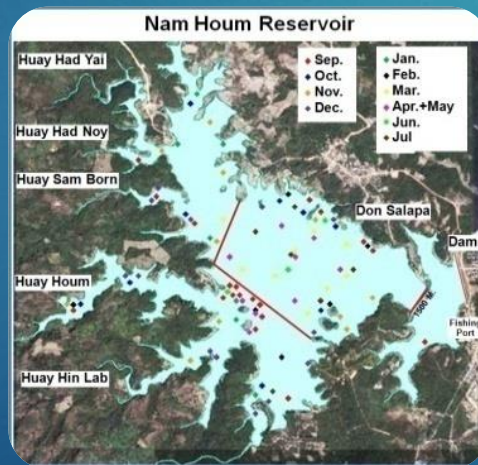 Nam Houm Reservoir
Huay Had Yai
Huay Had Noy
Huay Sam Born
Huay Houm
Huay Hin Lab
Sep.
Oct.
Nov.
Dec.
Jan.
Feb.
Mar.
Apr.+May
Jun.
Jul
Don Salapa
Dam
1500 M.
Fishing
Port